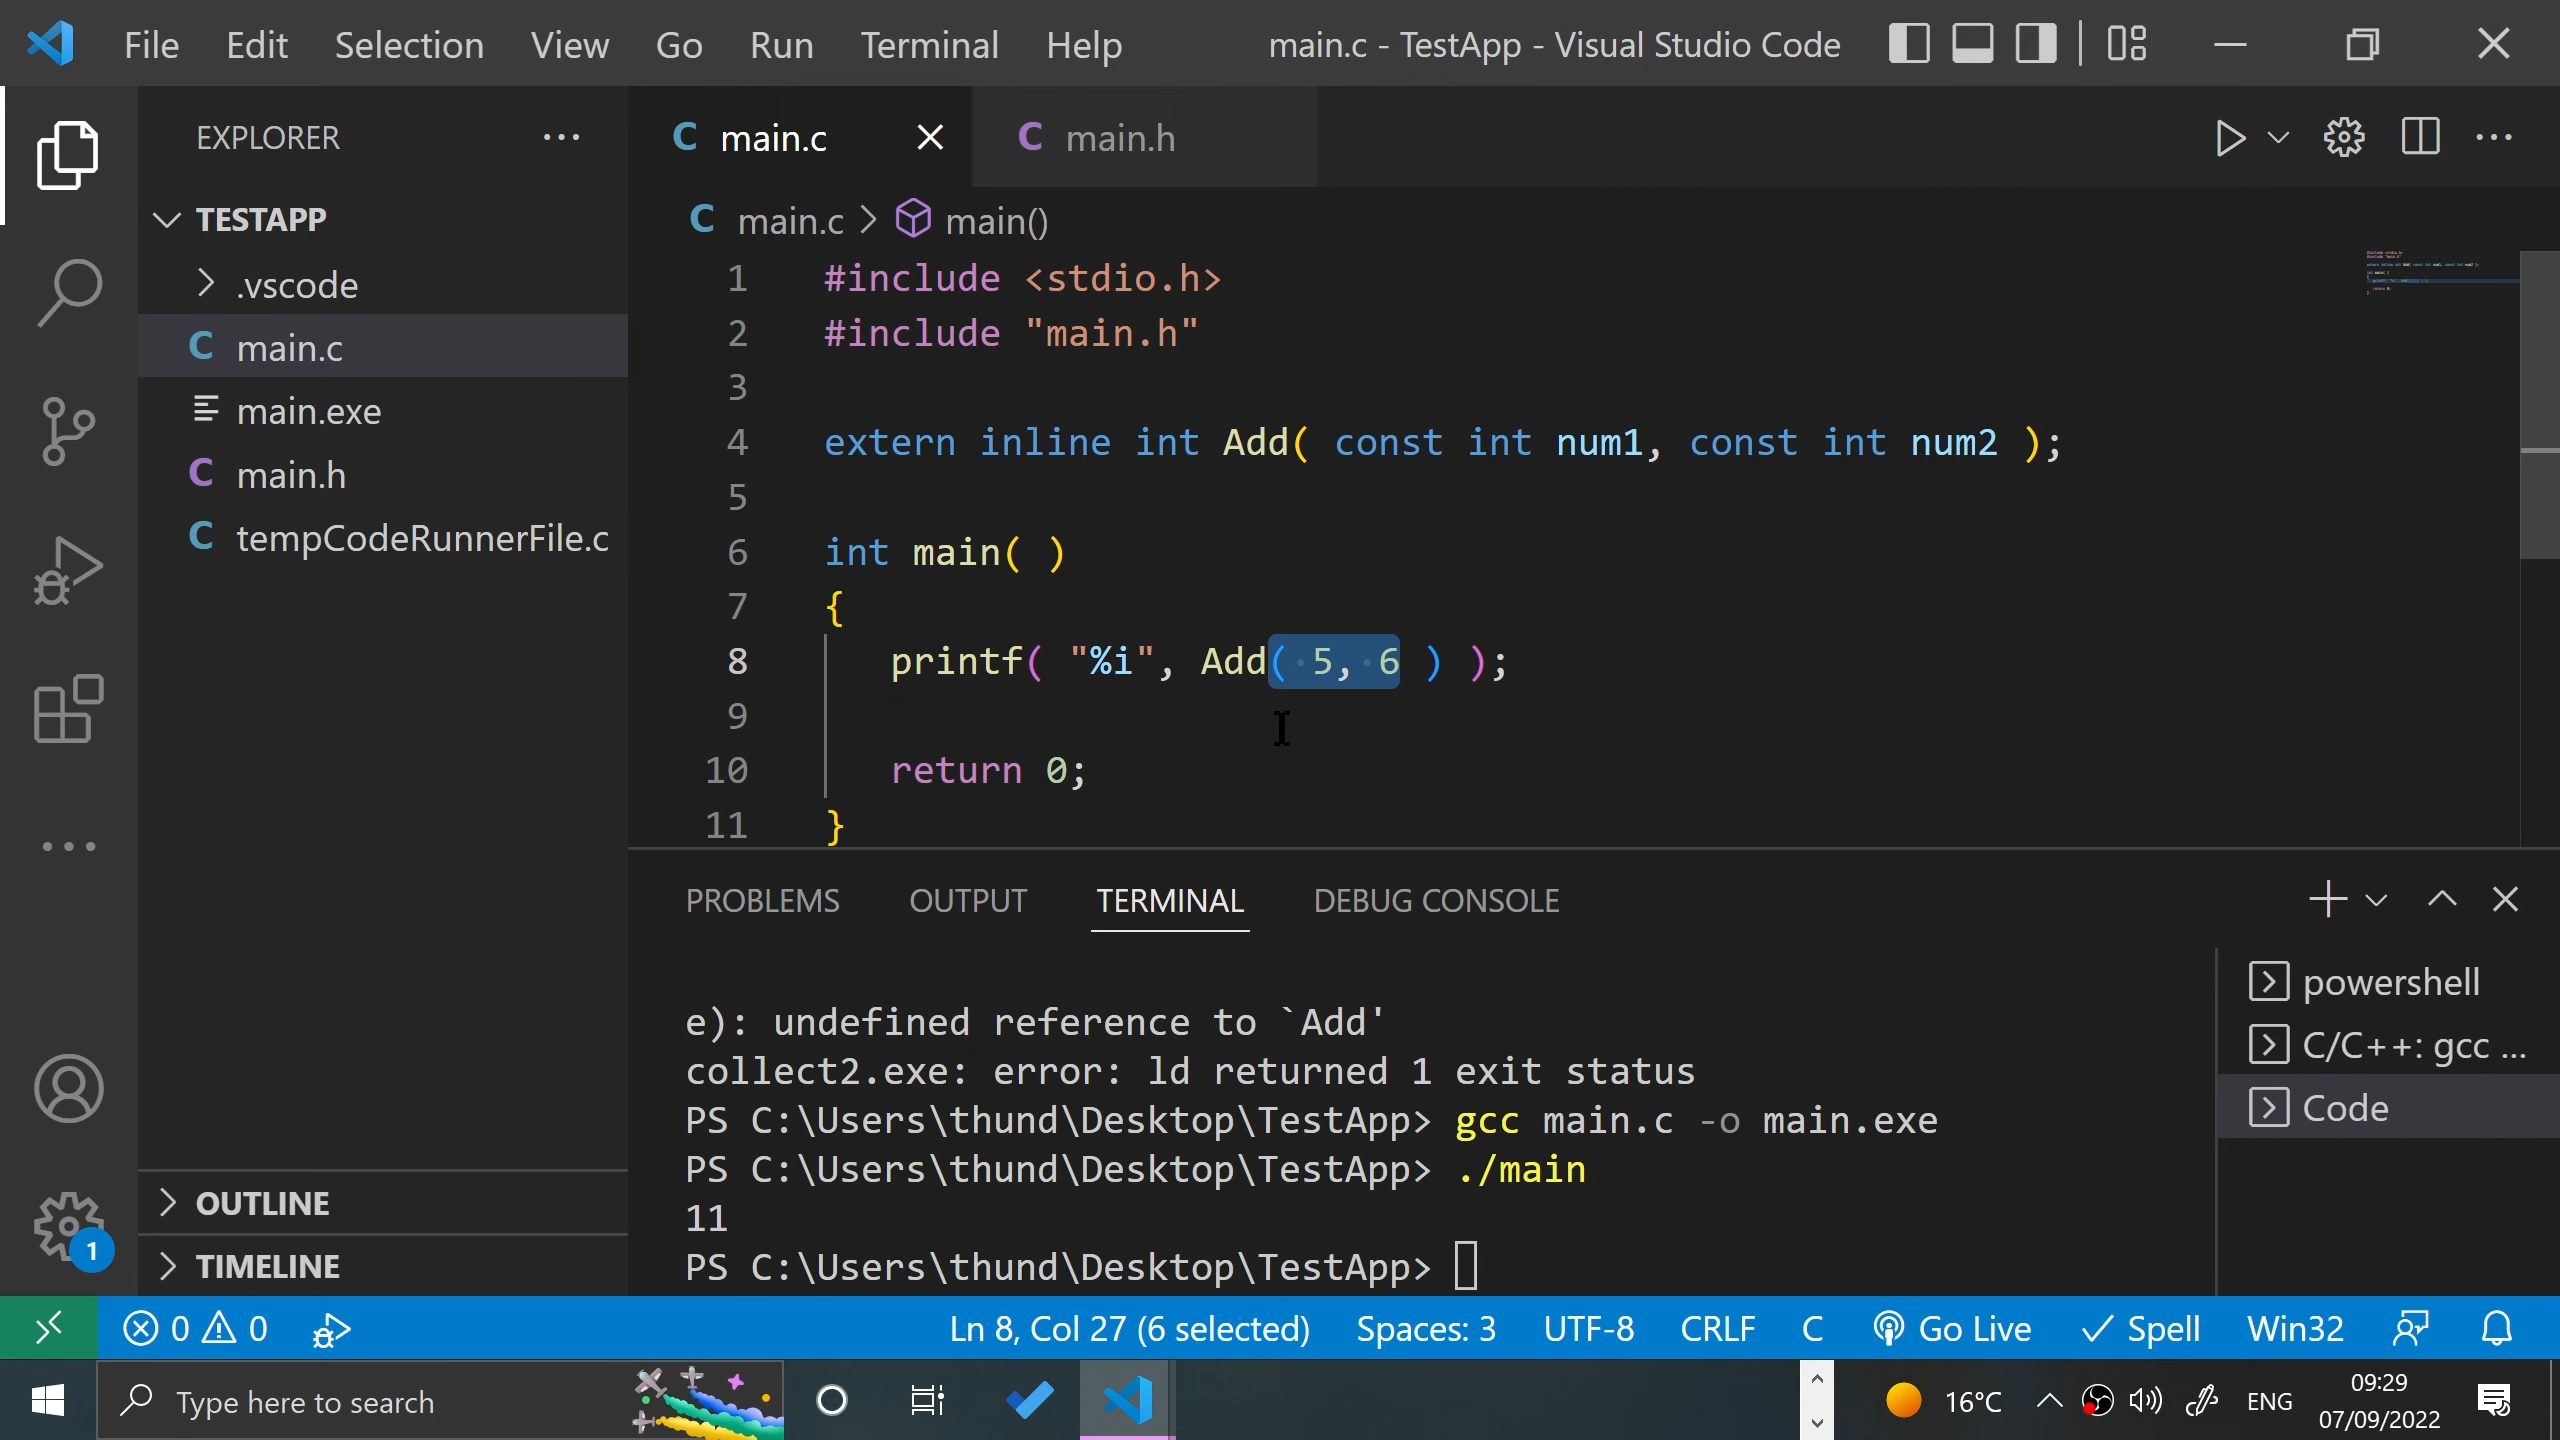 File Edit Selection View Go Run Terminal Help main.c - TestApp - Visual Studio Code
EXPLORER
TESTAPP
.vscode
C main.c
main.exe
C main.h
C tempCodeRunnerFile.c
OUTLINE
TIMELINE
1
C main.c
C main.h
C main.c > main()
1 #include <stdio.h>
2 #include "main.h"
3
4 extern inline int Add( const int num1, const int num2 );
5
6 int main( )
7 {
8 printf( "%i", Add( 5, 6 ) );
9
10 return 0;
11 }
PROBLEMS OUTPUT TERMINAL DEBUG CONSOLE
e): undefined reference to `Add'
collect2.exe: error: ld returned 1 exit status
PS C:\Users\thund\Desktop\TestApp> gcc main.c -o main.exe
PS C:\Users\thund\Desktop\TestApp> ./main
11
PS C:\Users\thund\Desktop\TestApp>
powershell
C/C++: gcc ...
Code
0 0 Ln 8, Col 27 (6 selected) Spaces: 3 UTF-8 CRLF C Go Live Spell Win32
Type here to search 16°C ENG 09:29
07/09/2022